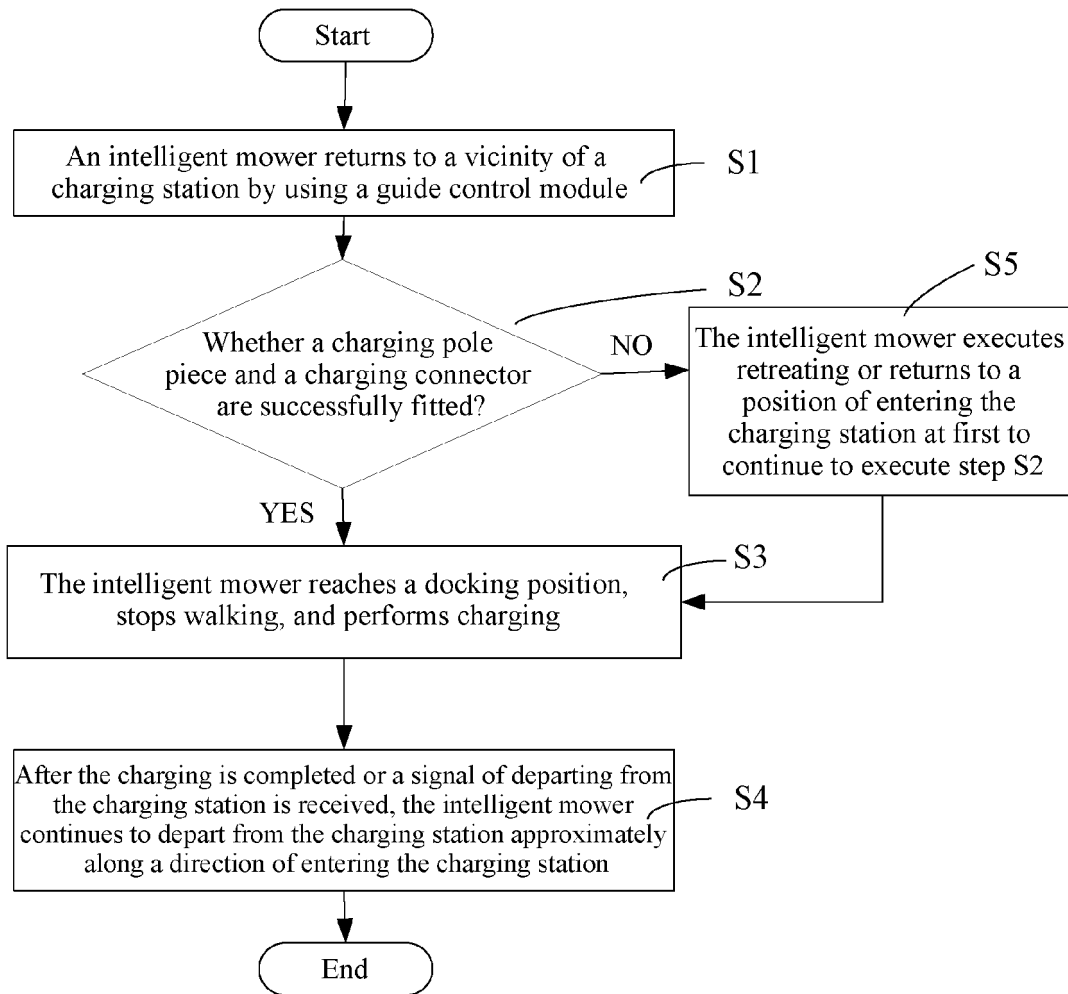 Start
An intelligent mower returns to a vicinity of a
charging station by using a guide control module
S1
Whether a charging pole
piece and a charging connector
are successfully fitted?
S2
NO
S5
The intelligent mower executes
retreating or returns to a
position of entering the
charging station at first to
continue to execute step S2
YES
The intelligent mower reaches a docking position,
stops walking, and performs charging
S3
After the charging is completed or a signal of departing from
the charging station is received, the intelligent mower
continues to depart from the charging station approximately
along a direction of entering the charging station
S4
End